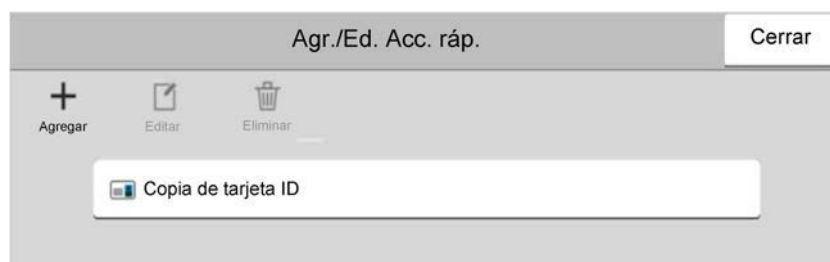 Agr./Ed. Acc. ráp.
Cerrar
Agregar
Editar
Eliminar
Copia de tarjeta ID